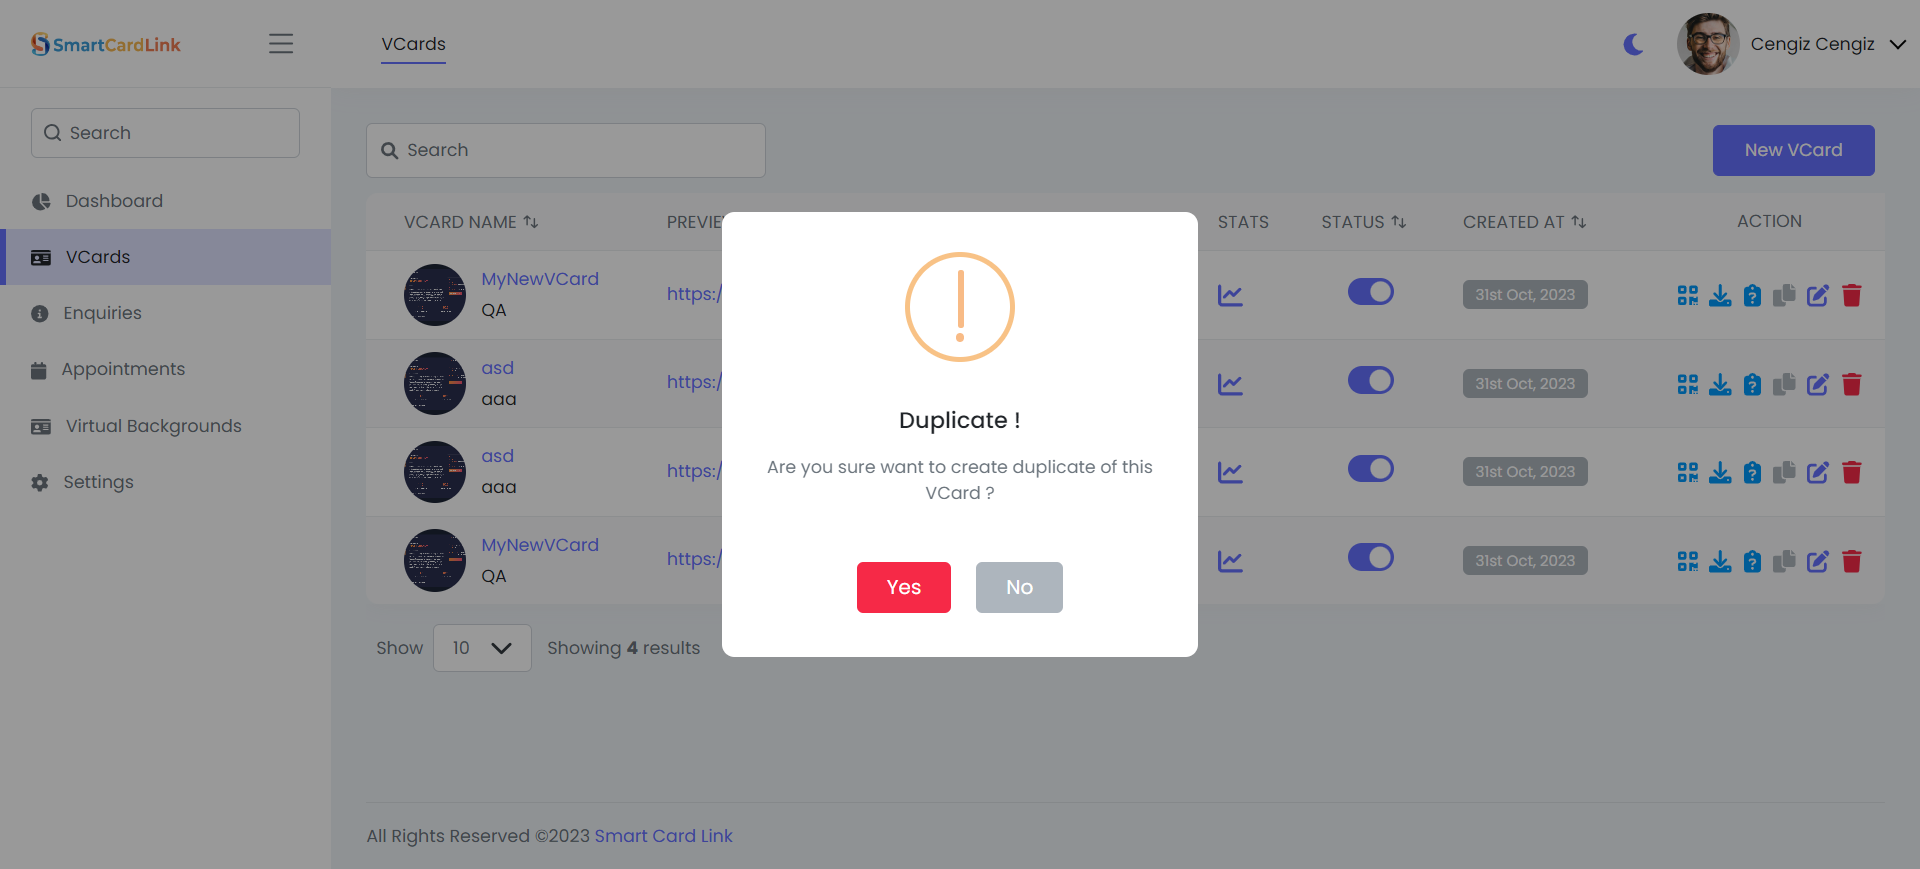 SmartCardLink
VCards
Cengiz Cengiz
Search
Dashboard
VCards
Enquiries
Appointments
Virtual Backgrounds
Settings
Search
New VCard
VCARD NAME
PREVIE
STATS
STATUS
CREATED AT
ACTION
MyNewVCard
QA
https:/
31st Oct, 2023
asd
aaa
https:/
31st Oct, 2023
asd
aaa
https:/
31st Oct, 2023
MyNewVCard
QA
https:/
31st Oct, 2023
Duplicate !
Are you sure want to create duplicate of this
VCard ?
Yes
No
Show
10
Showing 4 results
All Rights Reserved ©2023 Smart Card Link